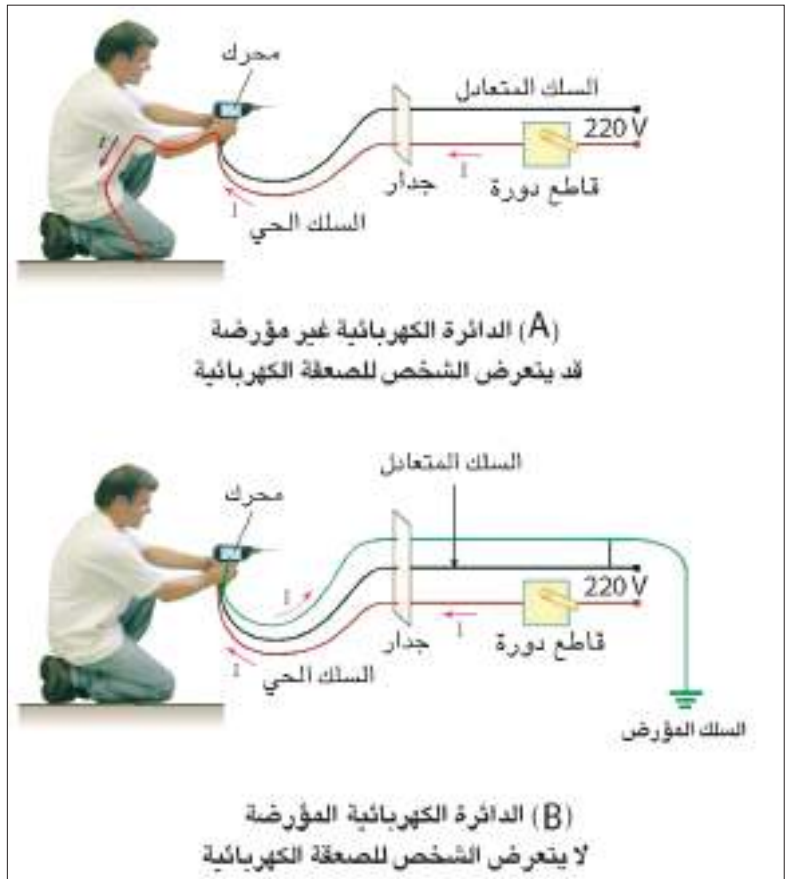 محرك
السلك المتعادل
220 V
I
I
جدار
قاطع دورة
I
السلك الحي
(A) الدائرة الكهربائية غير مؤرضة
قد يتعرض الشخص للصعقة الكهربائية
السلك المتعادل
محرك
220 V
I
I
جدار
قاطع دورة
I
السلك الحي
السلك المؤرض
(B) الدائرة الكهربائية المؤرضة
لا يتعرض الشخص للصعقة الكهربائية